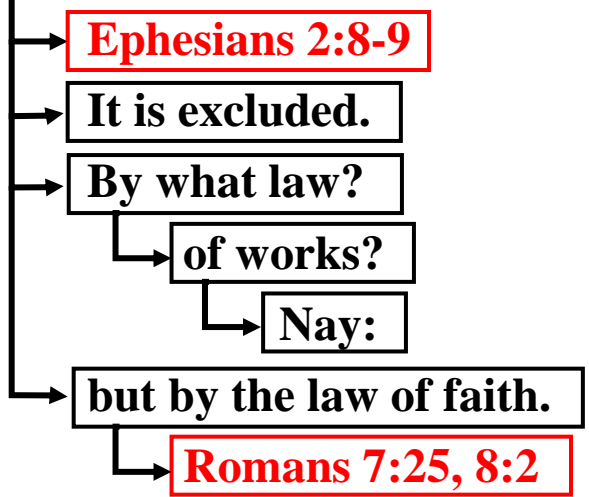 Ephesians 2:8-9
It is excluded.
By what law?
of works?
Nay:
but by the law of faith.
Romans 7:25, 8:2